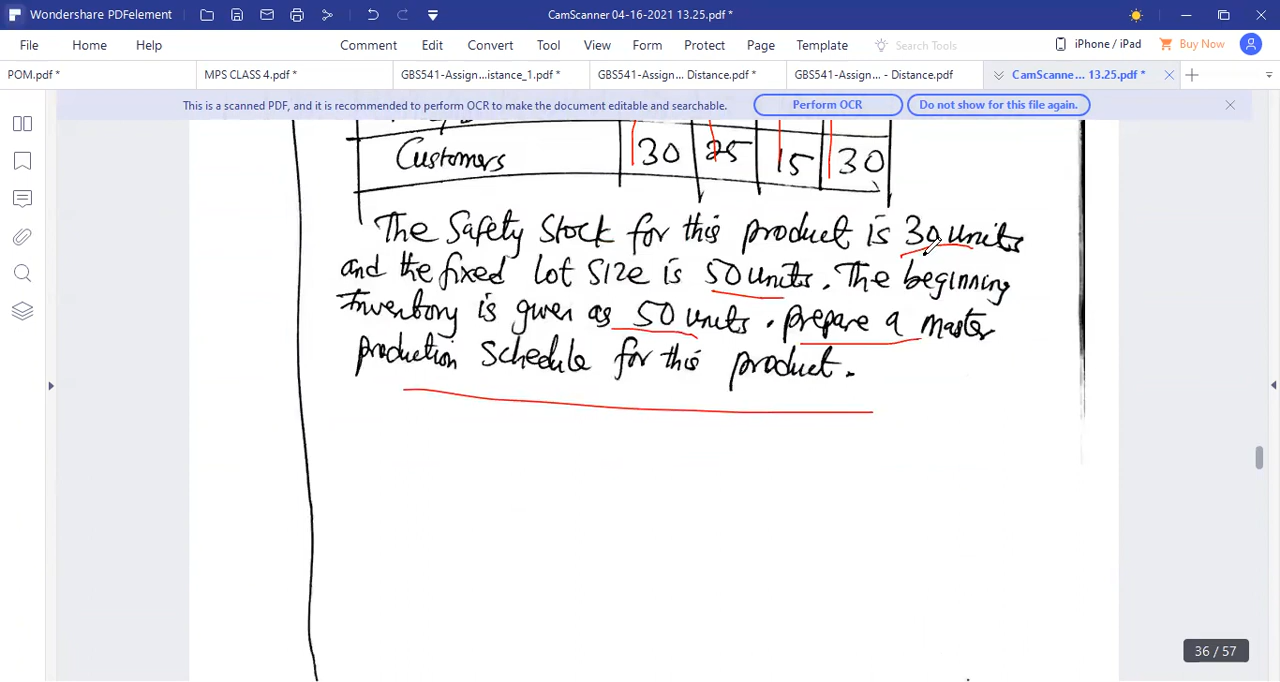 Wondershare PDFelement
CamScanner 04-16-2021 13.25.pdf *
File Home Help Comment Edit Convert Tool View Form Protect Page Template Search Tools iPhone / iPad Buy Now
POM.pdf * MPS CLASS 4.pdf * GBS541-Assign...istance_1.pdf * GBS541-Assig... Distance.pdf * GBS541-Assig... - Distance.pdf CamScanne... 13.25.pdf *
This is a scanned PDF, and it is recommended to perform OCR to make the document editable and searchable. Perform OCR Do not show for this file again.
Customers 30 25 15 30
The Safety Stock for this product is 30 units
and the fixed lot size is 50 units. The beginning
Inventory is given as 50 units. prepare a master
production schedule for this product.
36 / 57